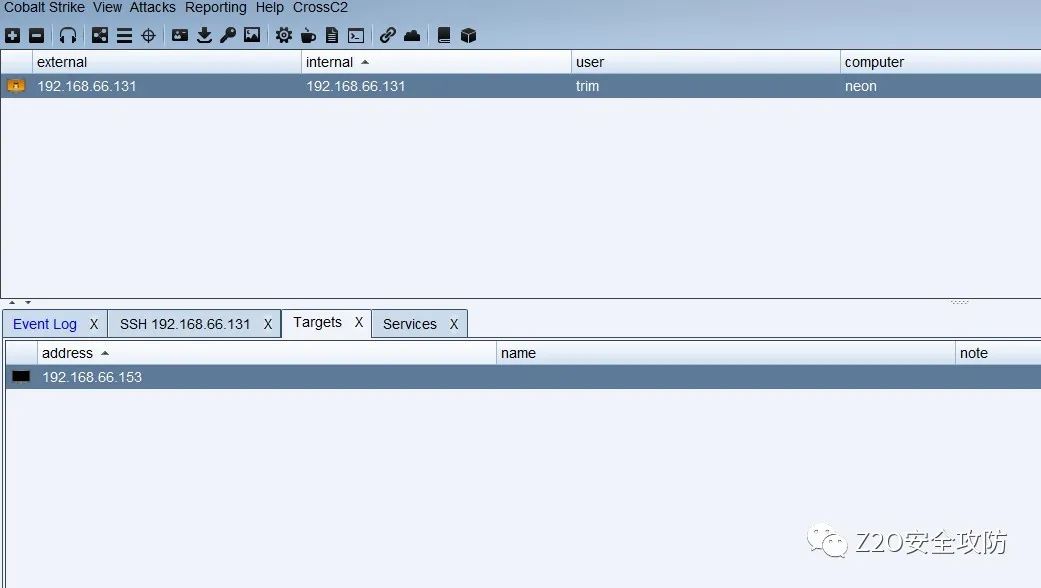 Cobalt Strike View Attacks Reporting Help CrossC2
external internal user computer
192.168.66.131 192.168.66.131 trim neon
Event Log X SSH 192.168.66.131 X Targets X Services X
address name note
192.168.66.153
Z2O安全攻防